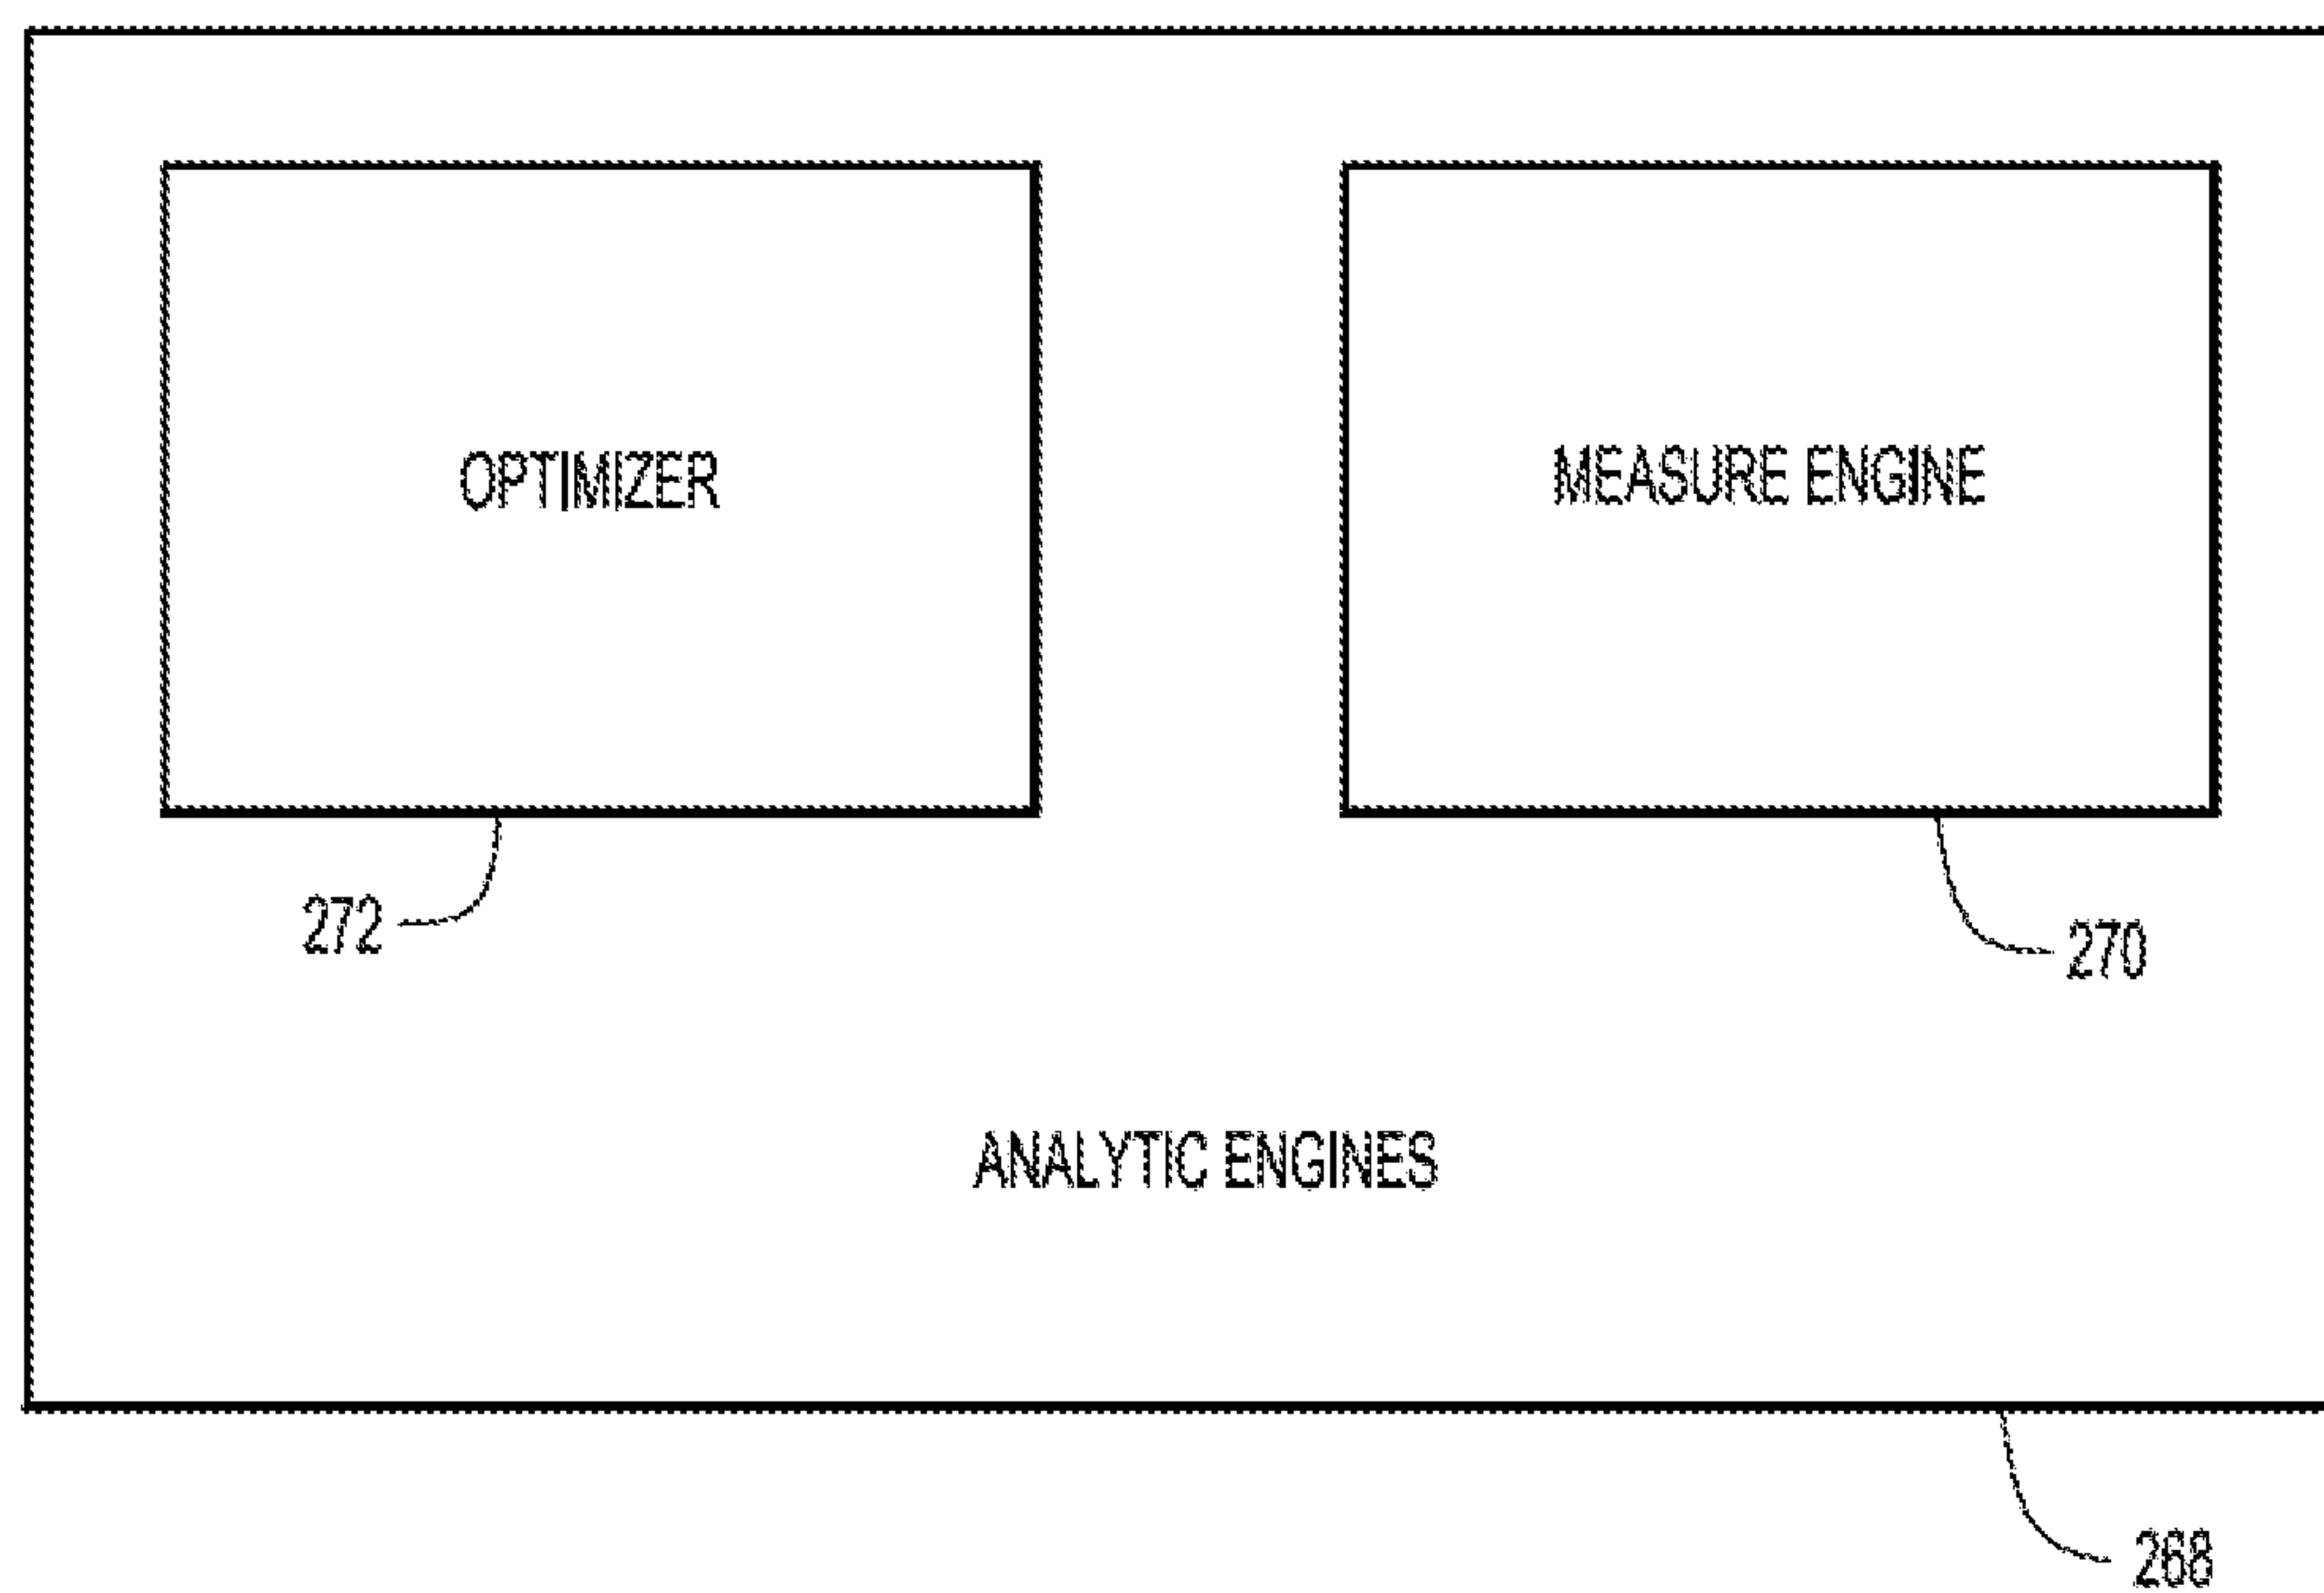 OPTIMIZER
MEASURE ENGINE
272
270
ANALYTIC ENGINES
268